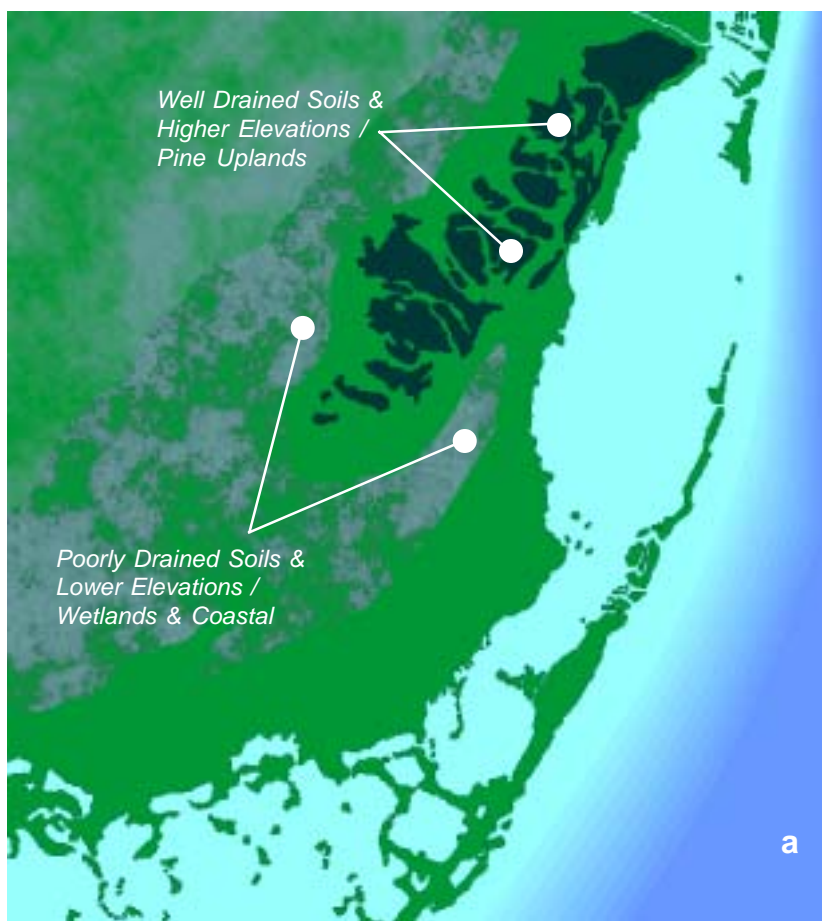 Well Drained Soils &
Higher Elevations /
Pine Uplands
Poorly Drained Soils &
Lower Elevations /
Wetlands & Coastal
a